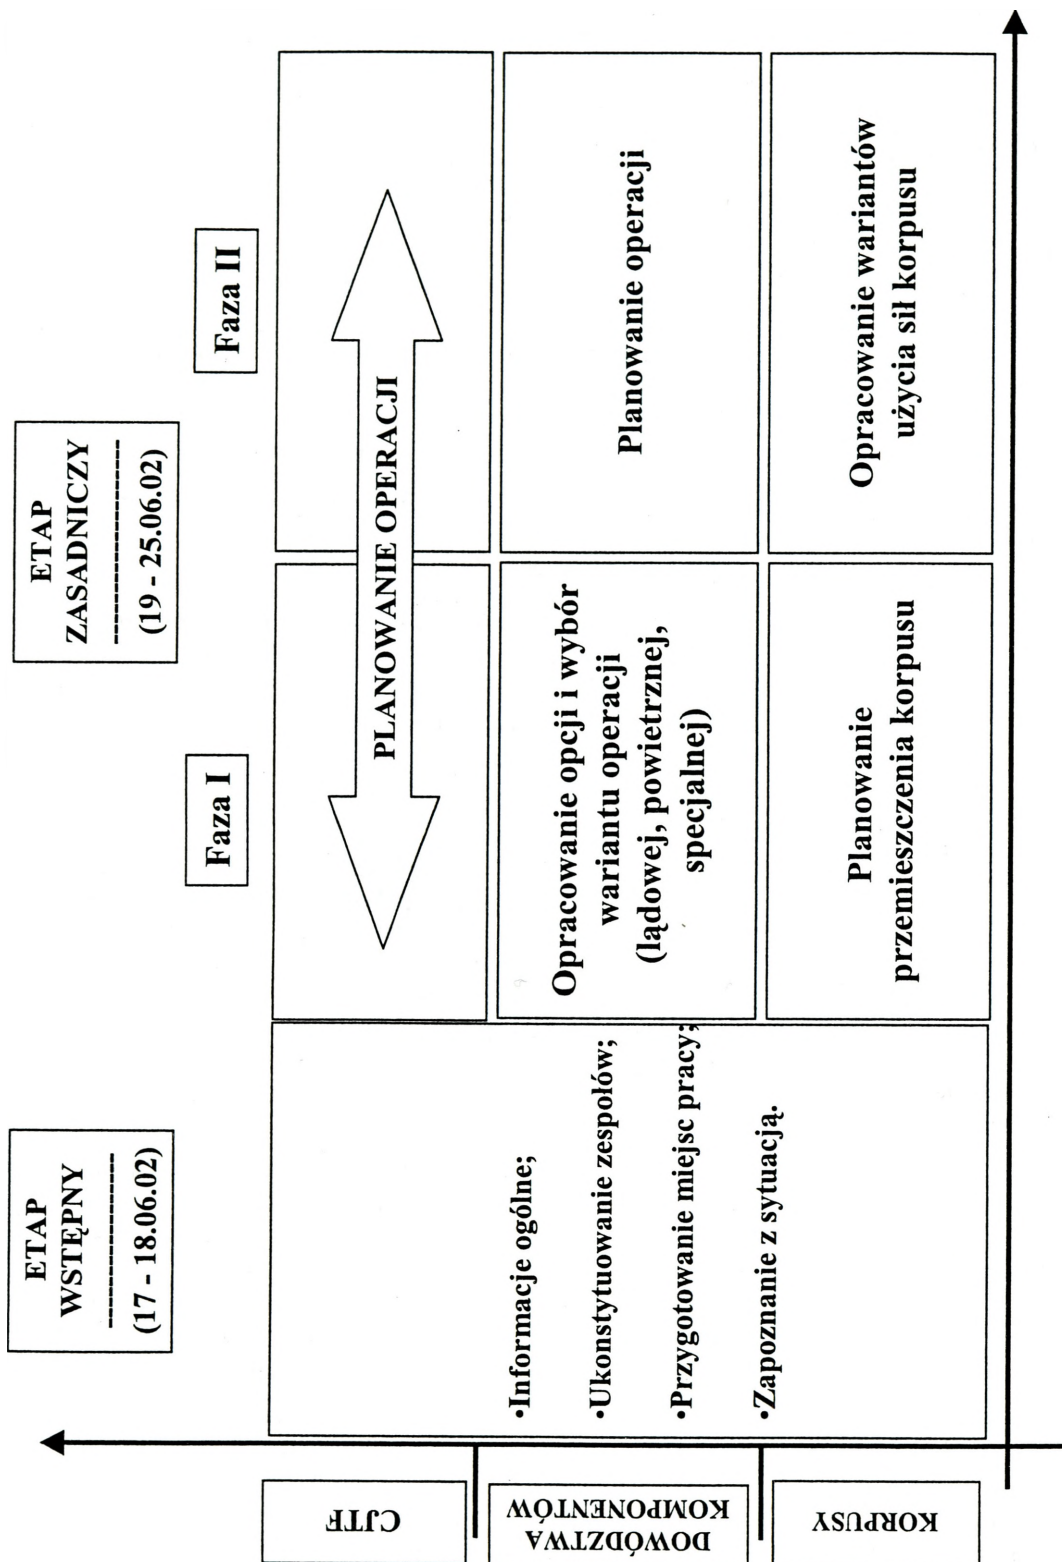 ETAP
WSTĘPNY
--------------------
(17 - 18.06.02)
ETAP
ZASADNICZY
--------------------
(19 - 25.06.02)
Faza I
Faza II
CJTF
PLANOWANIE OPERACJI
DOWÓDZTWA
KOMPONENTÓW
•Informacje ogólne;
•Ukonstytuowanie zespołów;
•Przygotowanie miejsc pracy;
•Zapoznanie z sytuacją.
Opracowanie opcji i wybór
wariantu operacji
(lądowej, powietrznej,
specjalnej)
Planowanie operacji
KORPUSY
Planowanie
przemieszczenia korpusu
Opracowanie wariantów
użycia sił korpusu